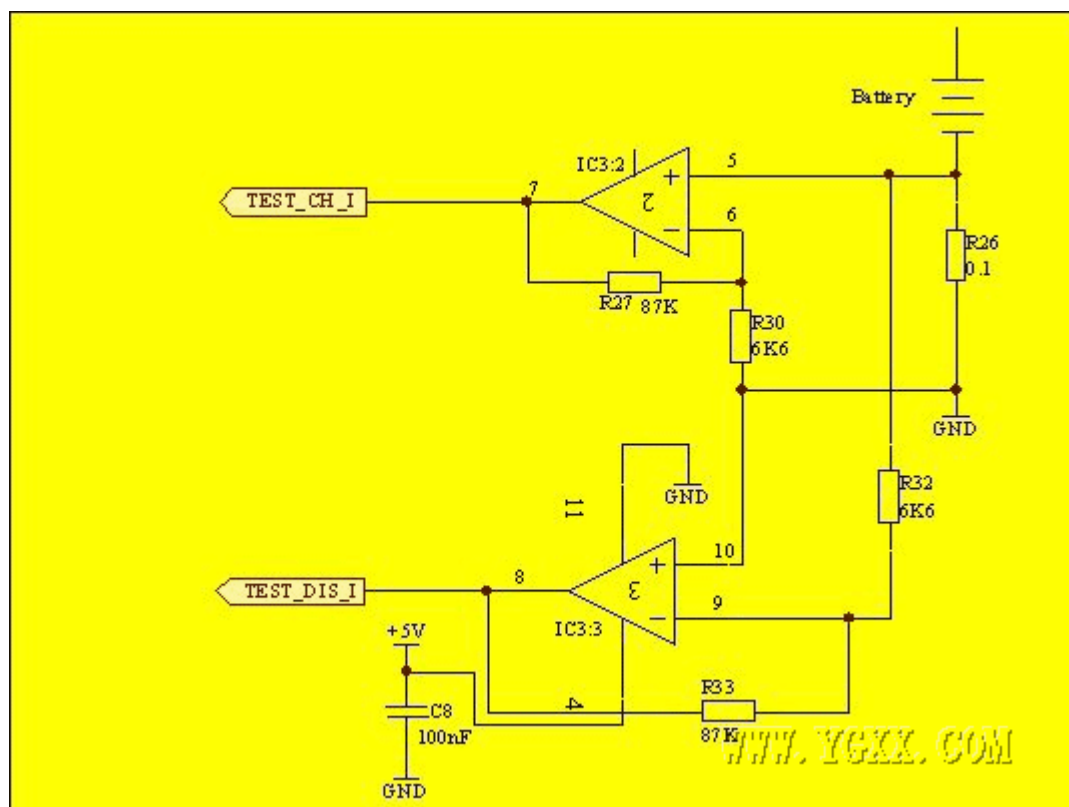 Battery
IC3:2
5
+
TEST_CH_I
7
2
6
−
R26
0.1
R27 87K
R30
6K6
GND
R32
6K6
GND
11
10
+
TEST_DIS_I
8
3
9
−
IC3:3
+5V
R33
4
C8
87K
100nF
WWW.YGXX.COM
GND